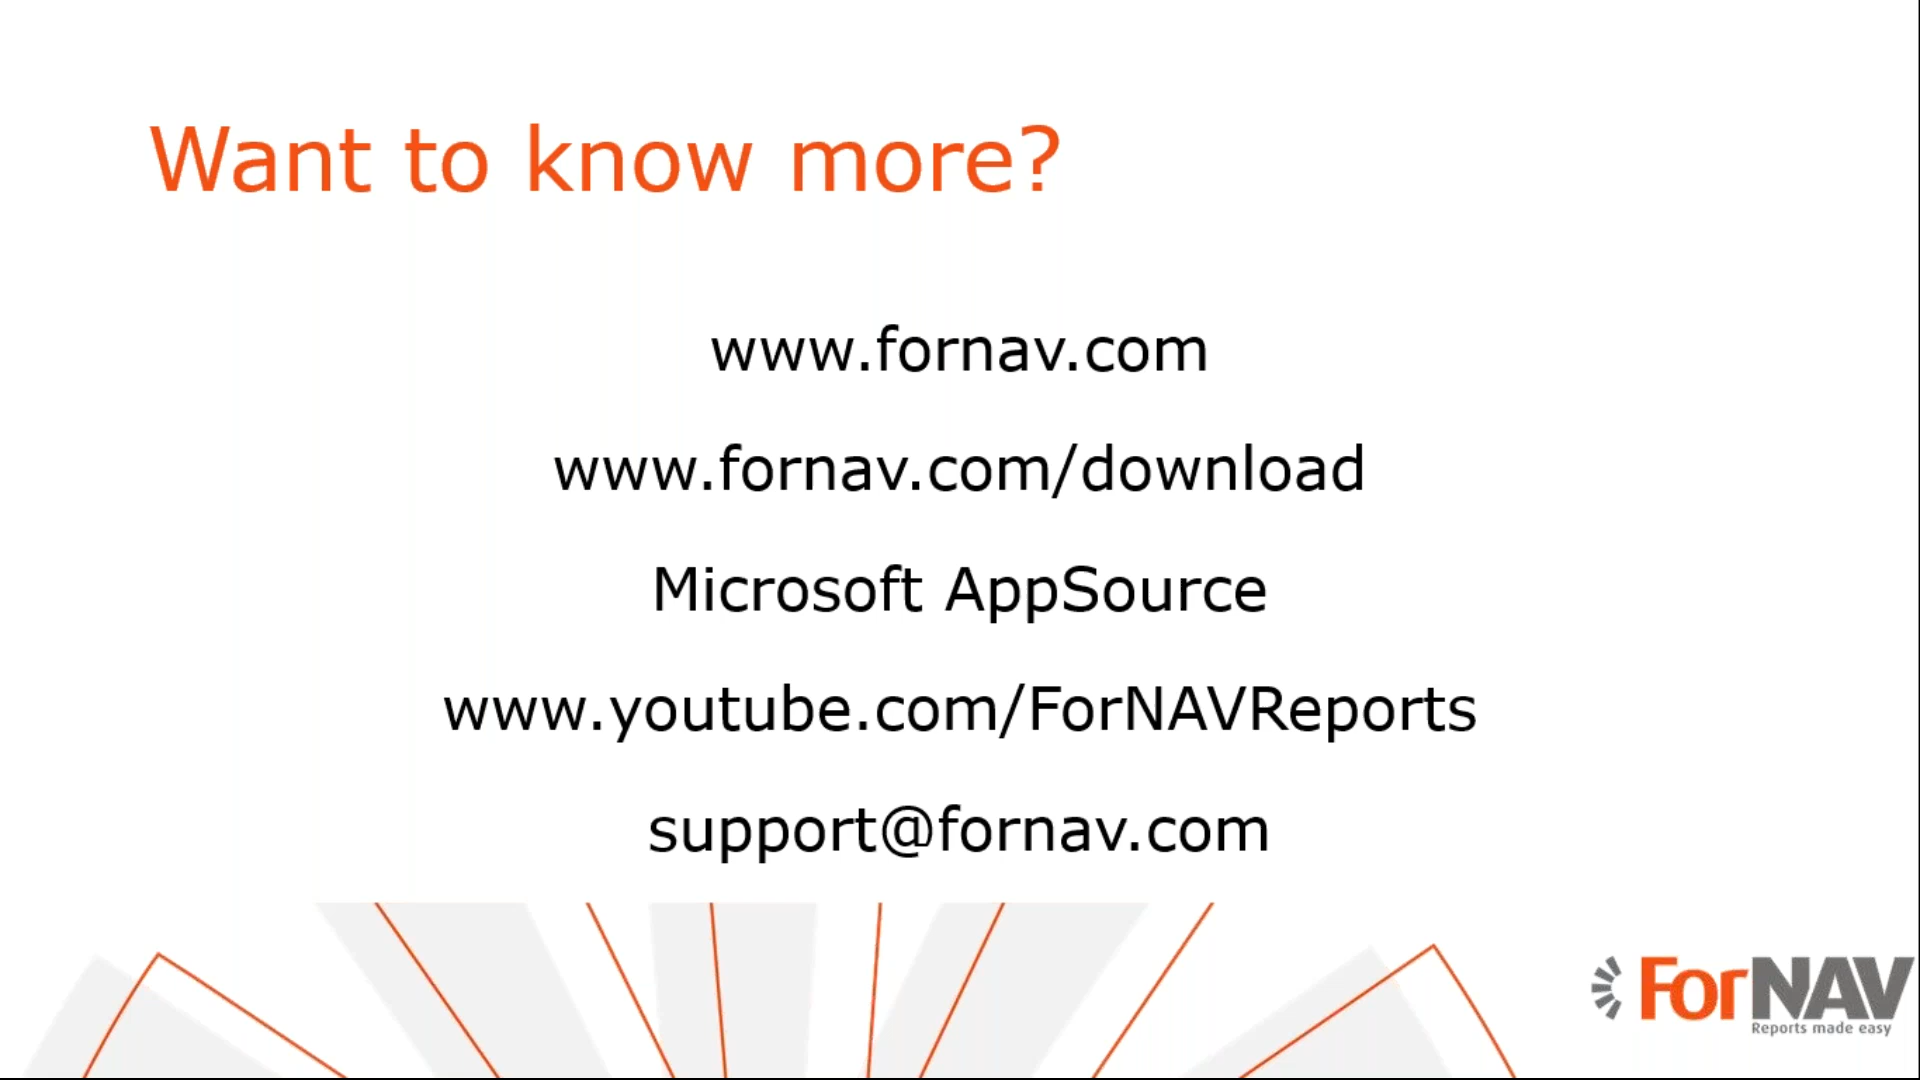 Want to know more?
www.fornav.com
www.fornav.com/download
Microsoft AppSource
www.youtube.com/ForNAVReports
support@fornav.com
ForNAV
Reports made easy